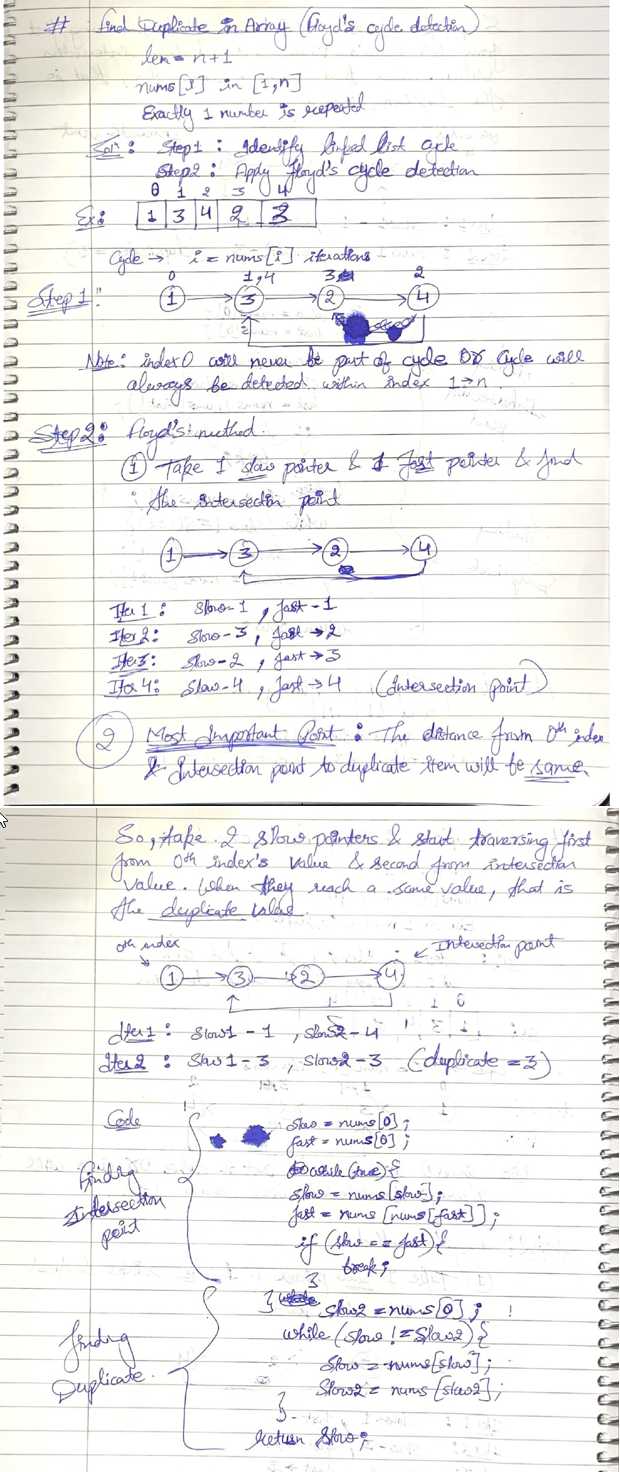 # Find Duplicate in Array (Floyd's cycle detection)
len = n+1
nums[i] in [1,n]
Exactly 1 number is repeated
Soln: Step1: Identify linked list cycle
Step2: Apply Floyd's cycle detection
0 1 2 3 4
Ex: 1 3 4 2 3
Cycle → i = nums[i] iterations
0 1,4 3 2
Step 1: 1 3 2 4
Note: index 0 will never be part of cycle OR Cycle will
always be detected within index 1→n.
Step2: Floyd's method.
1 Take 1 slow pointer & 1 fast pointer & find
the intersection point
1 3 2 4
Iter 1: Slow-1, fast-1
Iter 2: Slow-3, fast→2
Iter 3: Slow-2, fast→3
Iter 4: Slow-4, fast→4 (Intersection point)
2 Most Important Point: The distance from 0th index
& Intersection point to duplicate item will be same.
So, take 2 slow pointers & start traversing first
from 0th index's value & second from intersection
value. When they reach a same value, that is
the duplicate value.
0th index Intersection point
1 3 2 4
Iter1: Slow1-1, Slow2-4
Iter2: Slow1-3, Slow2-3 (duplicate = 3)
Code
slow = nums[0];
fast = nums[0];
while(true){
Finding
Intersection
point
slow = nums[slow];
fast = nums[nums[fast]];
if (slow == fast){
break;
}
}
slow2 = nums[0];
while (slow != slow2){
Finding
Duplicate.
slow = nums[slow];
slow2 = nums[slow2];
}
return slow;